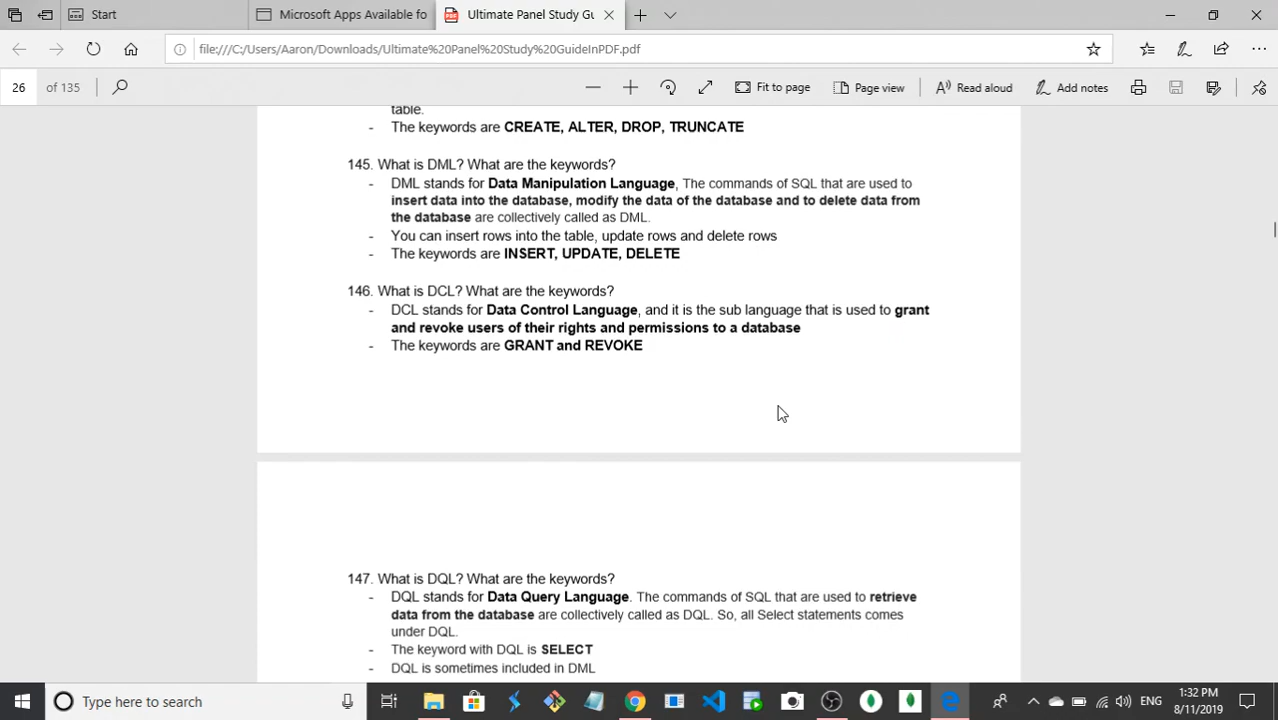 Start
Microsoft Apps Available fo
Ultimate Panel Study Gu
file:///C:/Users/Aaron/Downloads/Ultimate%20Panel%20Study%20GuideInPDF.pdf
26 of 135
Fit to page
Page view
Read aloud
Add notes
table.
- The keywords are CREATE, ALTER, DROP, TRUNCATE
145. What is DML? What are the keywords?
- DML stands for Data Manipulation Language, The commands of SQL that are used to
insert data into the database, modify the data of the database and to delete data from
the database are collectively called as DML.
- You can insert rows into the table, update rows and delete rows
- The keywords are INSERT, UPDATE, DELETE
146. What is DCL? What are the keywords?
- DCL stands for Data Control Language, and it is the sub language that is used to grant
and revoke users of their rights and permissions to a database
- The keywords are GRANT and REVOKE
147. What is DQL? What are the keywords?
- DQL stands for Data Query Language. The commands of SQL that are used to retrieve
data from the database are collectively called as DQL. So, all Select statements comes
under DQL.
- The keyword with DQL is SELECT
- DQL is sometimes included in DML
Type here to search
ENG
1:32 PM
8/11/2019